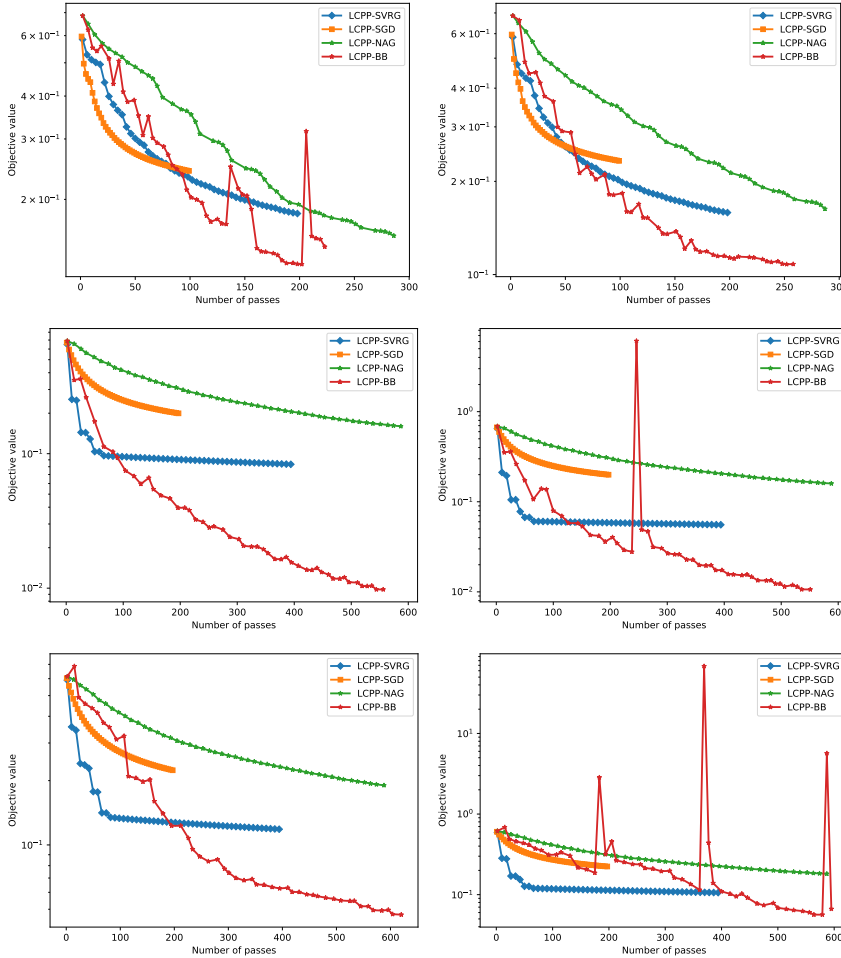 LCPP-SVRG
LCPP-SGD
LCPP-NAG
LCPP-BB
6 × 10⁻¹
4 × 10⁻¹
3 × 10⁻¹
2 × 10⁻¹
Objective value
0 50 100 150 200 250 300
Number of passes
LCPP-SVRG
LCPP-SGD
LCPP-NAG
LCPP-BB
6 × 10⁻¹
4 × 10⁻¹
3 × 10⁻¹
2 × 10⁻¹
10⁻¹
Objective value
0 50 100 150 200 250 300
Number of passes
LCPP-SVRG
LCPP-SGD
LCPP-NAG
LCPP-BB
10⁻¹
10⁻²
Objective value
0 100 200 300 400 500 600
Number of passes
LCPP-SVRG
LCPP-SGD
LCPP-NAG
LCPP-BB
10⁰
10⁻¹
10⁻²
Objective value
0 100 200 300 400 500 600
Number of passes
LCPP-SVRG
LCPP-SGD
LCPP-NAG
LCPP-BB
10⁻¹
Objective value
0 100 200 300 400 500 600
Number of passes
LCPP-SVRG
LCPP-SGD
LCPP-NAG
LCPP-BB
10¹
10⁰
10⁻¹
Objective value
0 100 200 300 400 500 600
Number of passes